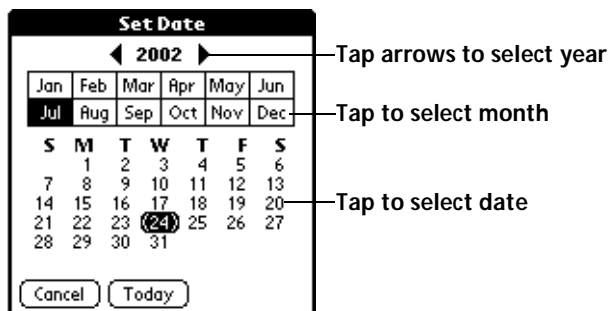 Set Date
2002
Tap arrows to select year
Jan Feb Mar Apr May Jun
Jul Aug Sep Oct Nov Dec
Tap to select month
S M T W T F S
1 2 3 4 5 6
7 8 9 10 11 12 13
14 15 16 17 18 19 20
Tap to select date
21 22 23 (24) 25 26 27
28 29 30 31
Cancel Today